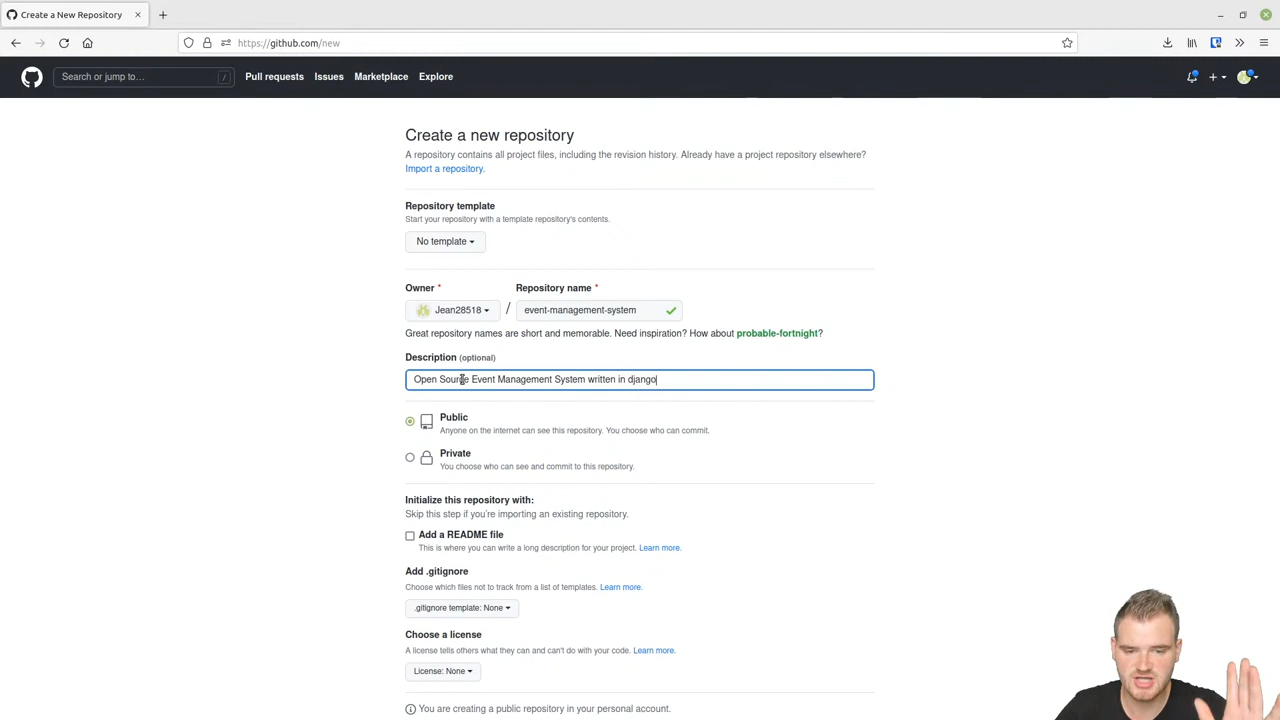 Create a New Repository
https://github.com/new
Search or jump to…
/
Pull requests
Issues
Marketplace
Explore
Create a new repository
A repository contains all project files, including the revision history. Already have a project repository elsewhere?
Import a repository.
Repository template
Start your repository with a template repository's contents.
No template
Owner *
Repository name *
Jean28518
/
event-management-system
Great repository names are short and memorable. Need inspiration? How about probable-fortnight?
Description (optional)
Open Source Event Management System written in django
Public
Anyone on the internet can see this repository. You choose who can commit.
Private
You choose who can see and commit to this repository.
Initialize this repository with:
Skip this step if you're importing an existing repository.
Add a README file
This is where you can write a long description for your project. Learn more.
Add .gitignore
Choose which files not to track from a list of templates. Learn more.
.gitignore template: None
Choose a license
A license tells others what they can and can't do with your code. Learn more.
License: None
You are creating a public repository in your personal account.